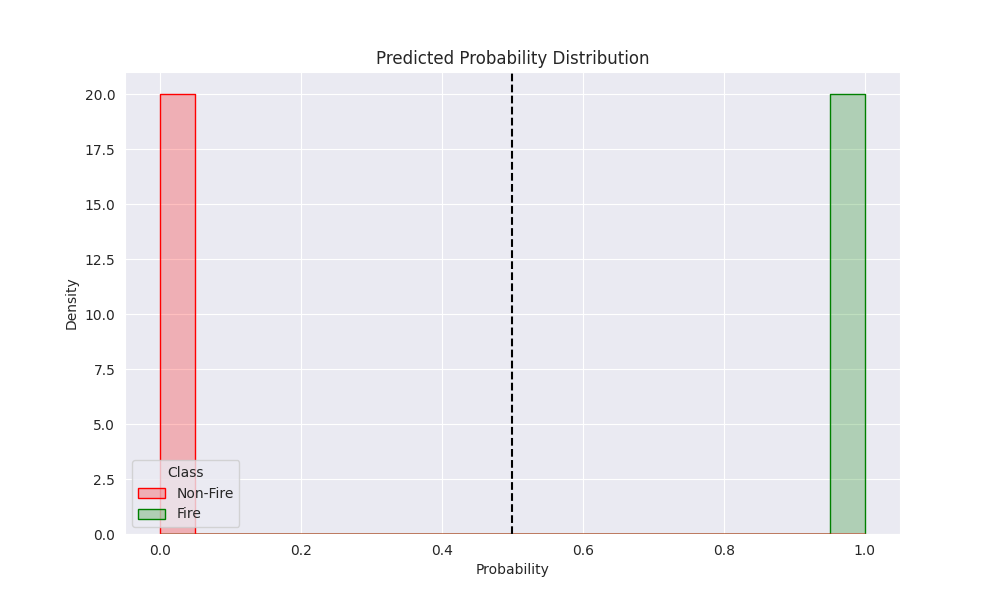 Predicted Probability Distribution
20.0
17.5
15.0
12.5
10.0
7.5
5.0
2.5
0.0
Density
Class
Non-Fire
Fire
0.0 0.2 0.4 0.6 0.8 1.0
Probability